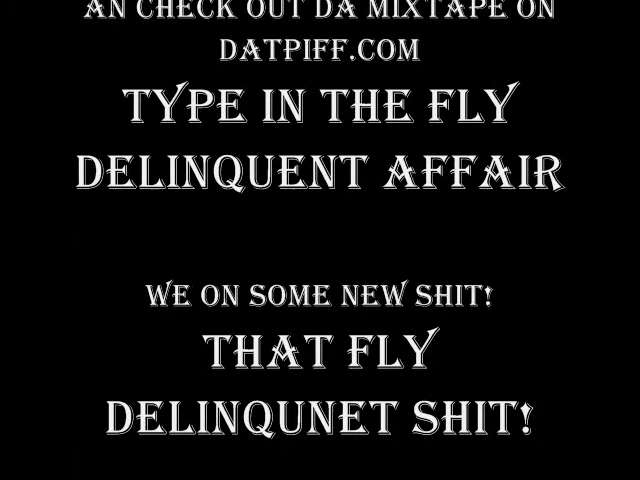 AN CHECK OUT DA MIXTAPE ON
DATPIFF.COM
TYPE IN THE FLY
DELINQUENT AFFAIR
WE ON SOME NEW SHIT!
THAT FLY
DELINQUNET SHIT!